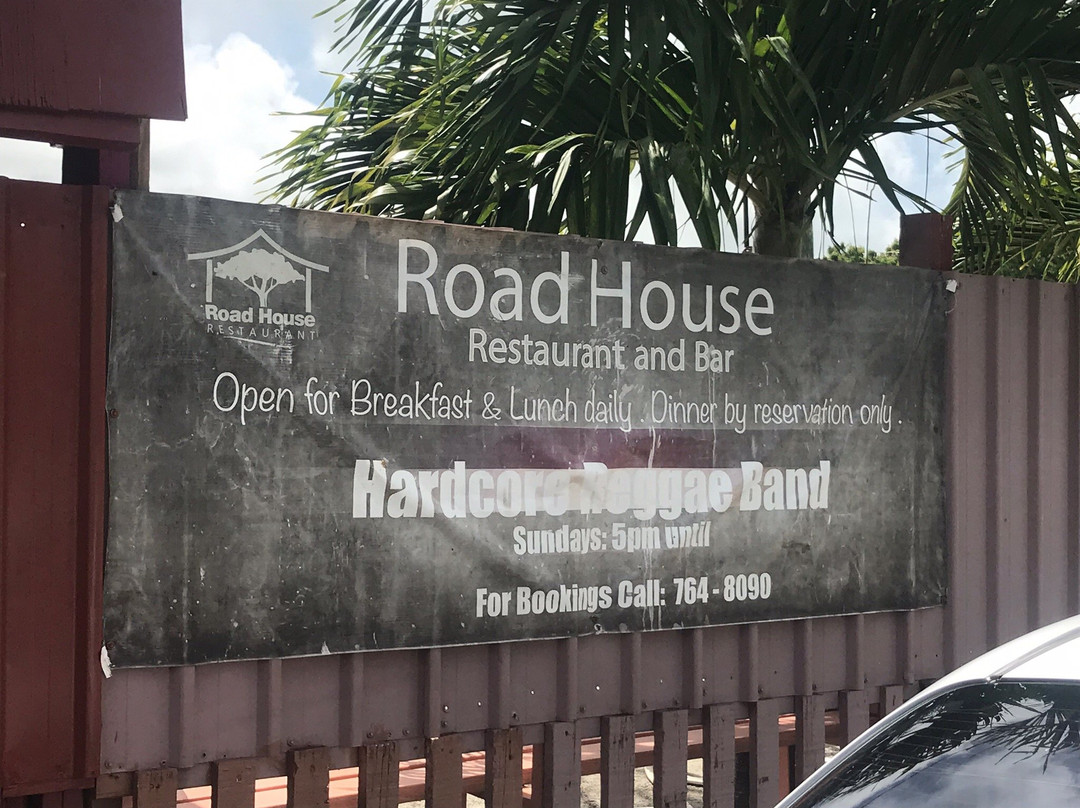 Road House
RESTAURANT
Road House
Restaurant and Bar
Open for Breakfast & Lunch daily . Dinner by reservation only .
Hardcore Reggae Band
Sundays: 5pm until
For Bookings Call: 764 - 8090